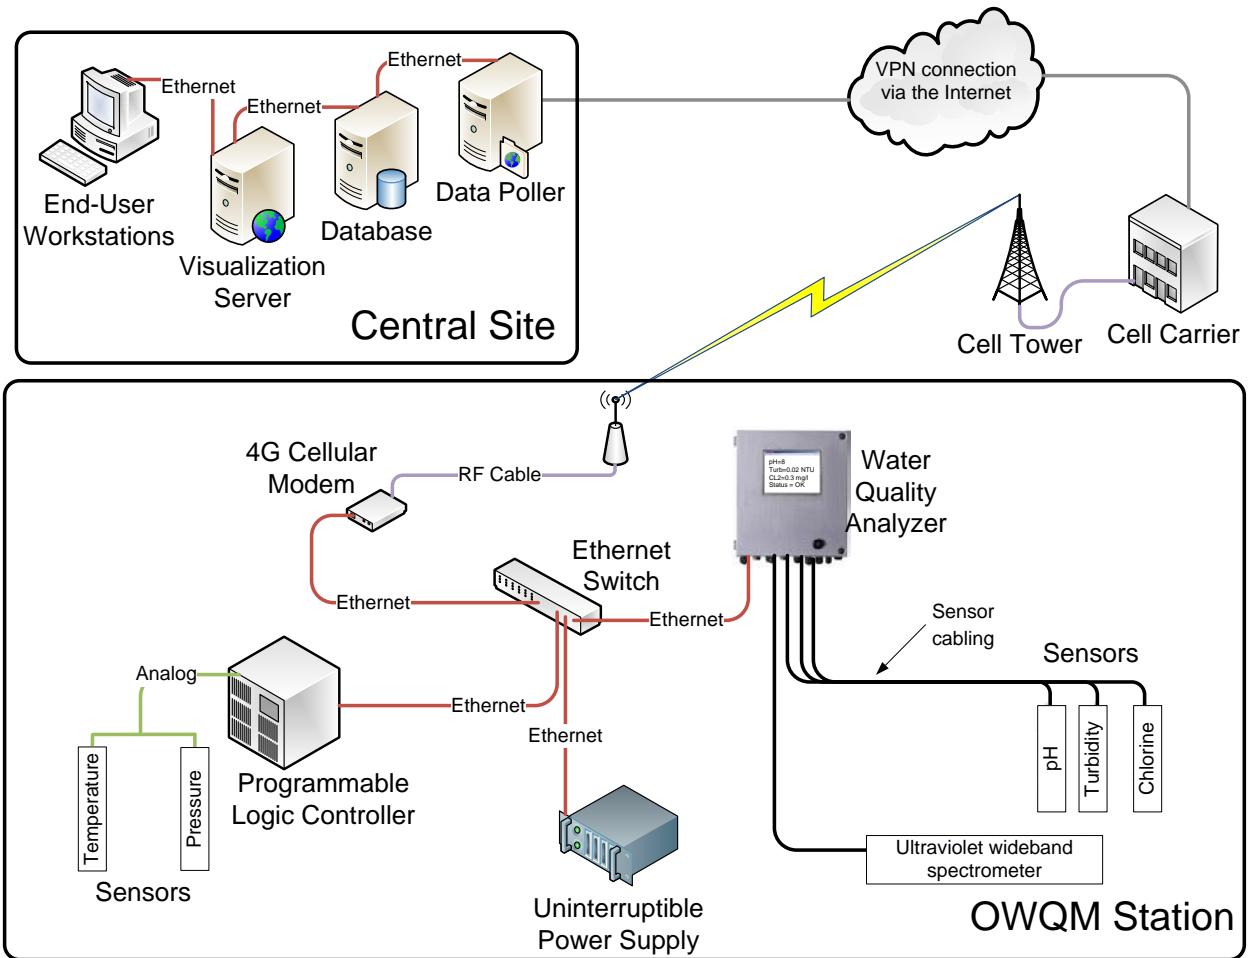 Ethernet
Ethernet
Ethernet
End-User
Workstations
Visualization
Server
Database
Data Poller
Central Site
VPN connection
via the Internet
Cell Tower
Cell Carrier
4G Cellular
Modem
RF Cable
pH=8
Turb=0.02 NTU
CL2=0.3 mg/l
Status = OK
Water
Quality
Analyzer
Ethernet
Switch
Ethernet
Ethernet
Sensor
cabling
Sensors
Analog
Ethernet
Ethernet
Temperature
Pressure
Programmable
Logic Controller
Sensors
pH
Turbidity
Chlorine
Ultraviolet wideband
spectrometer
Uninterruptible
Power Supply
OWQM Station